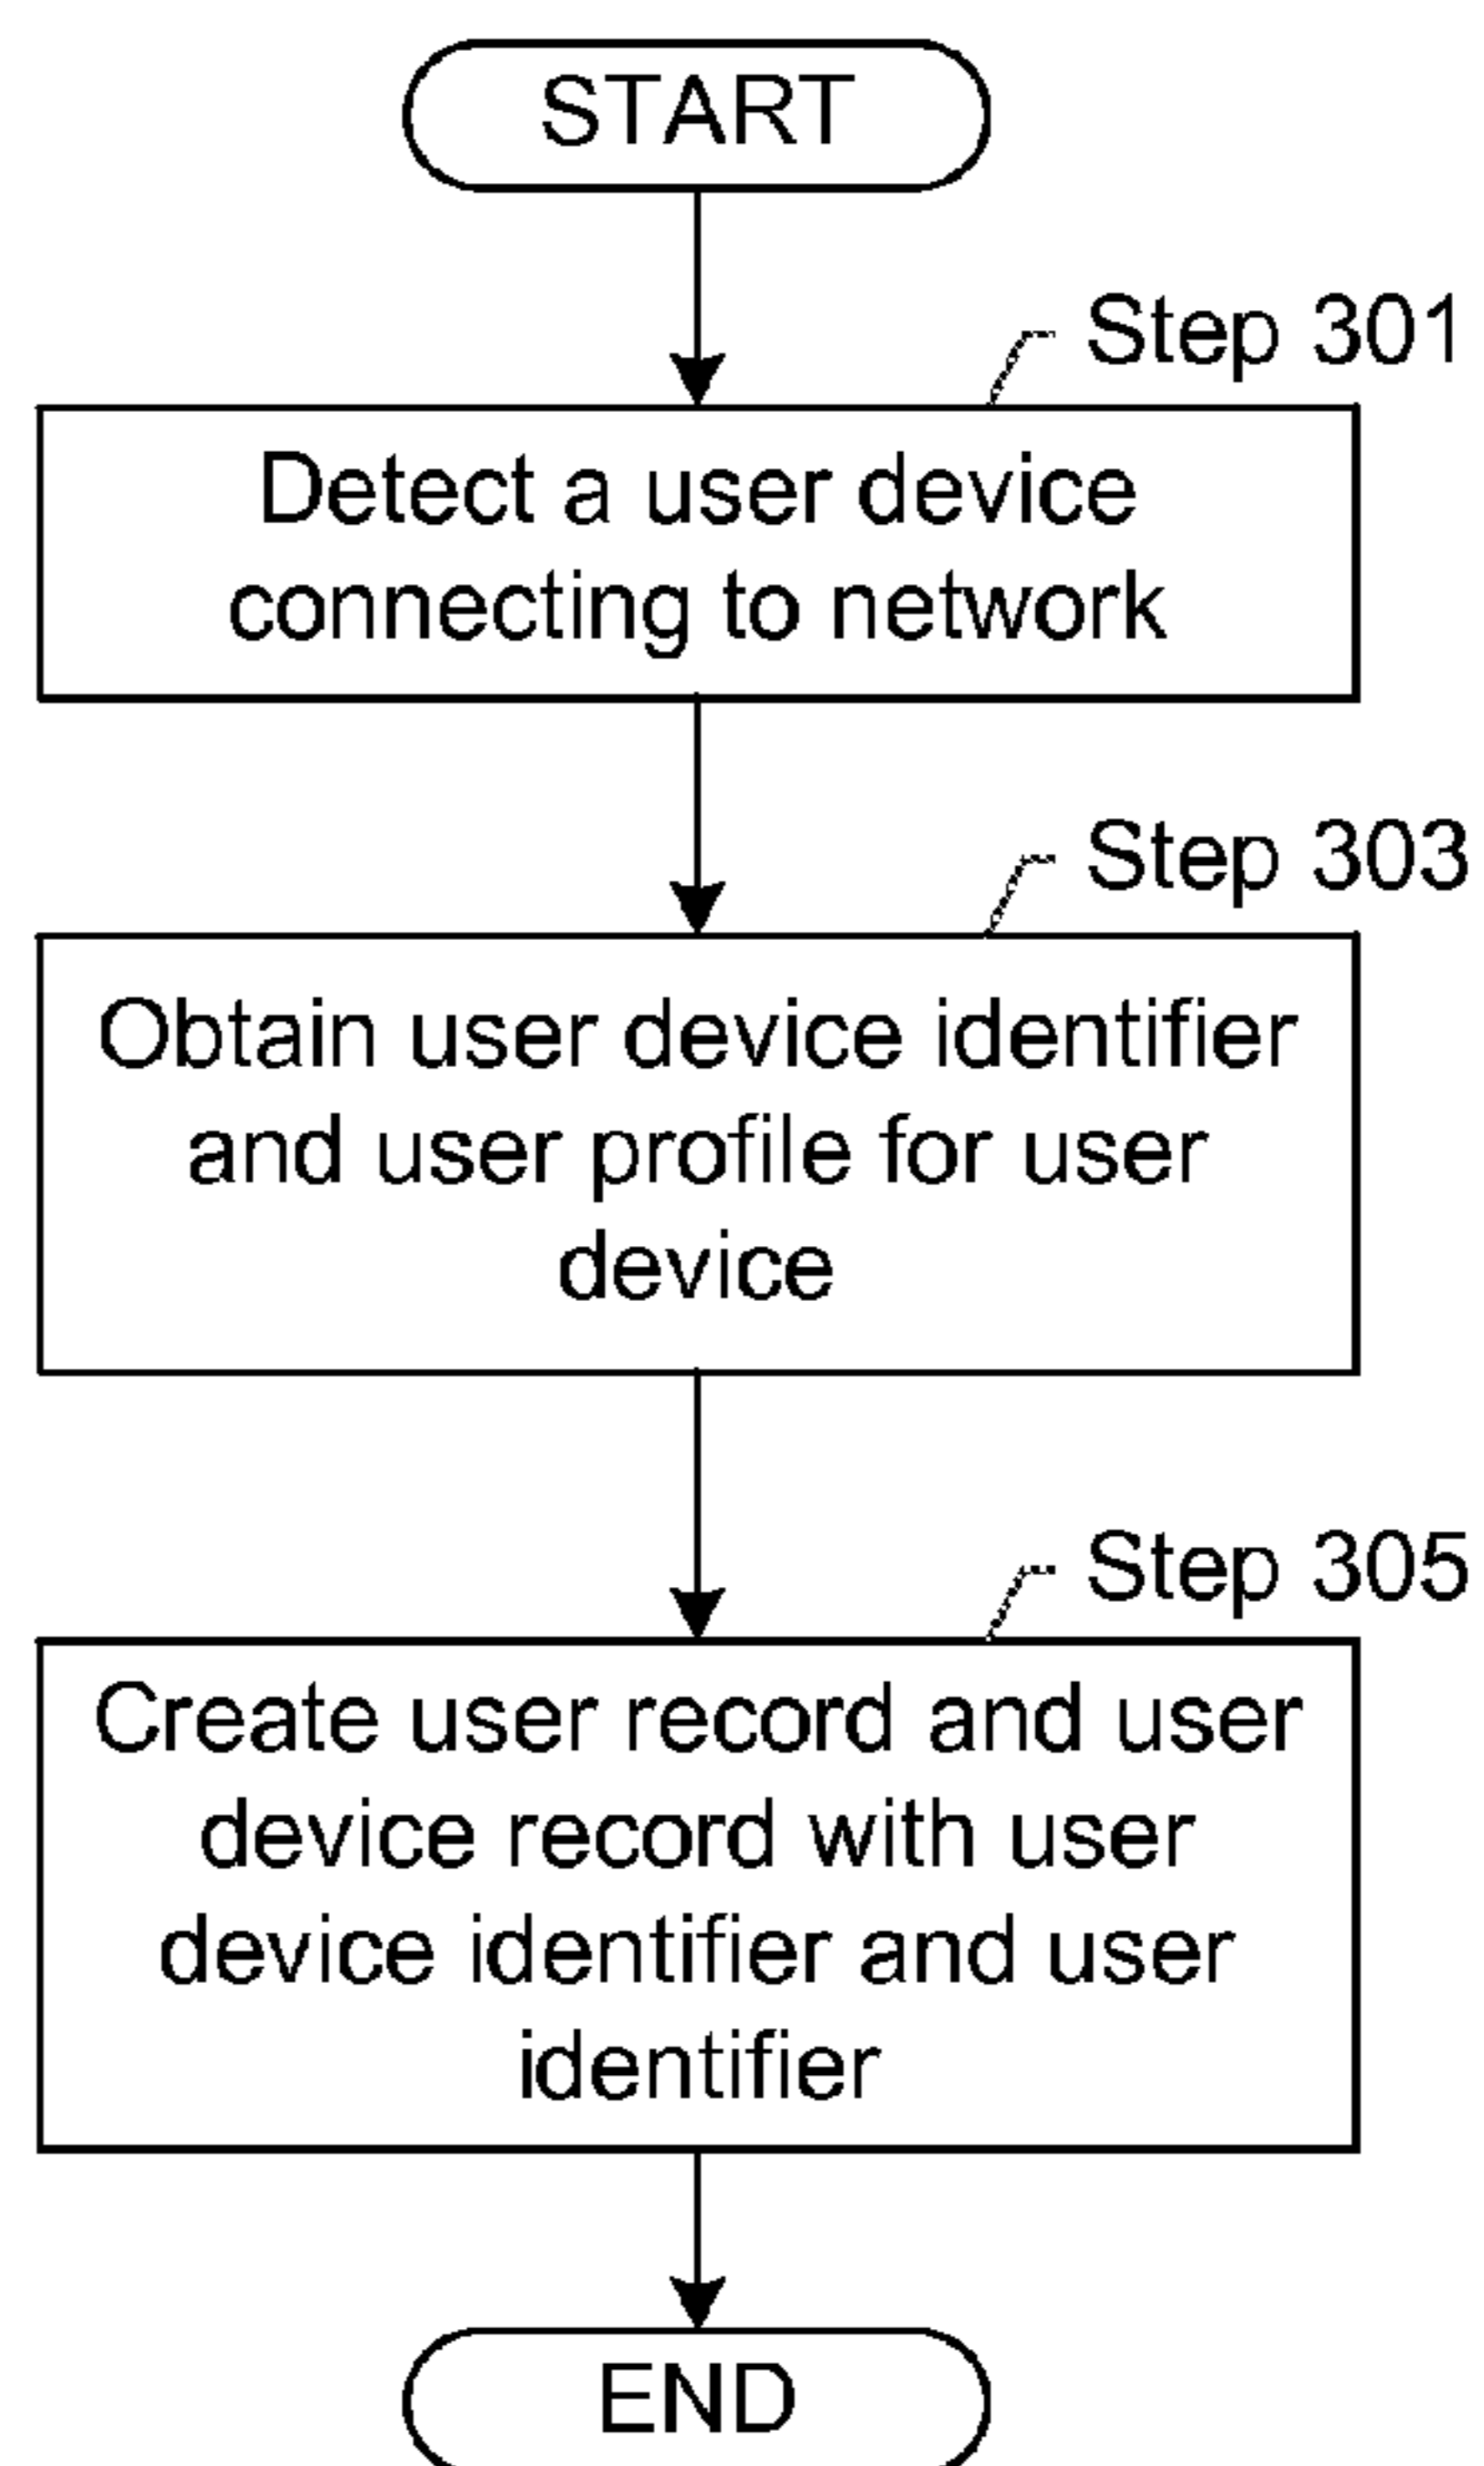 START
Step 301
Detect a user device
connecting to network
Step 303
Obtain user device identifier
and user profile for user
device
Step 305
Create user record and user
device record with user
device identifier and user
identifier
END